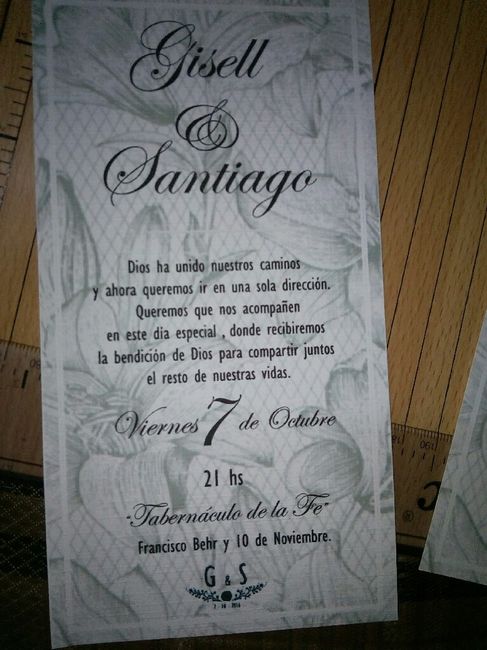 Gisell
&
Santiago
Dios ha unido nuestros caminos
y ahora queremos ir en una sola dirección.
Queremos que nos acompañen
en este día especial , donde recibiremos
la bendición de Dios para compartir juntos
el resto de nuestras vidas.
Viernes 7 de Octubre
21 hs
"Tabernáculo de la Fe"
Francisco Behr y 10 de Noviembre.
G & S